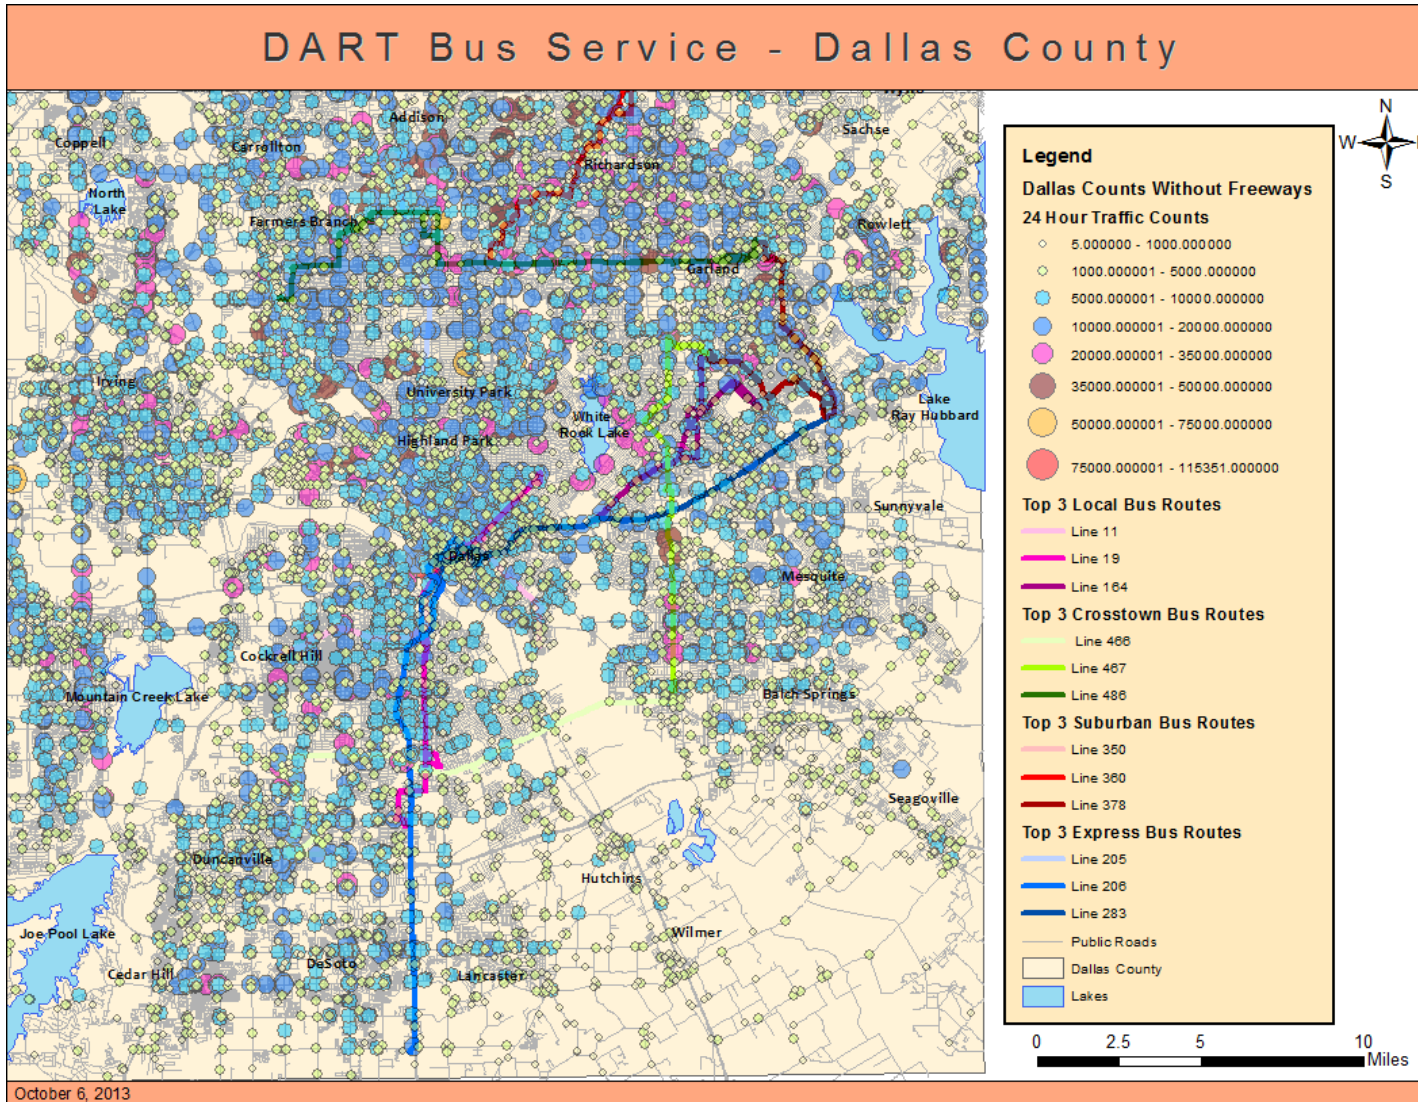 DART Bus Service - Dallas County
Addison
Sachse
Coppell
Carrollton
Richardson
North
Lake
Farmers Branch
Rowlett
Garland
Irving
University Park
Lake
Ray Hubbard
White
Rock Lake
Highland Park
Sunnyvale
Dallas
Mesquite
Cockrell Hill
Mountain Creek Lake
Balch Springs
Seagoville
Duncanville
Hutchins
Joe Pool Lake
Wilmer
Cedar Hill
DeSoto
Lancaster
N
W
S
Legend
Dallas Counts Without Freeways
24 Hour Traffic Counts
5.000000 - 1000.000000
1000.000001 - 5000.000000
5000.000001 - 10000.000000
10000.000001 - 20000.000000
20000.000001 - 35000.000000
35000.000001 - 50000.000000
50000.000001 - 75000.000000
75000.000001 - 115351.000000
Top 3 Local Bus Routes
Line 11
Line 19
Line 164
Top 3 Crosstown Bus Routes
Line 466
Line 467
Line 486
Top 3 Suburban Bus Routes
Line 350
Line 360
Line 378
Top 3 Express Bus Routes
Line 205
Line 206
Line 283
Public Roads
Dallas County
Lakes
0 2.5 5 10
Miles
October 6, 2013